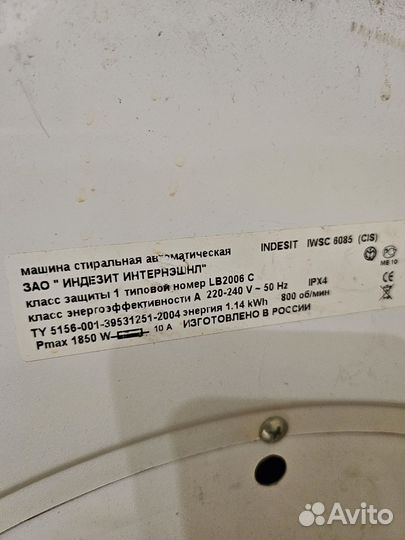 машина стиральная автоматическая INDESIT IWSC 6085 (CIS)
ЗАО " ИНДЕЗИТ ИНТЕРНЭШНЛ"
класс защиты 1 типовой номер LB2006 C IPX4
класс энергоэффективности A 220-240 V ~ 50 Hz 800 об/мин
ТУ 5156-001-39531251-2004 энергия 1.14 kWh
Pmax 1850 W 10 A ИЗГОТОВЛЕНО В РОССИИ
ME10
CE
Avito